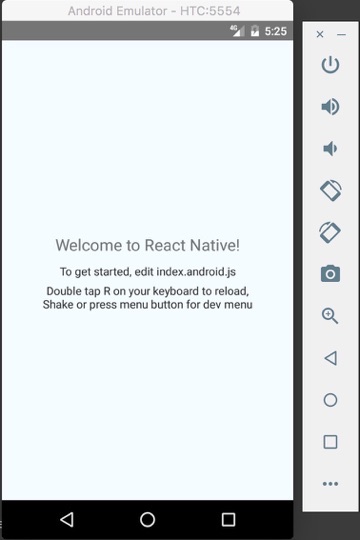 Android Emulator - HTC:5554
4G 5:25
Welcome to React Native!
To get started, edit index.android.js
Double tap R on your keyboard to reload,
Shake or press menu button for dev menu